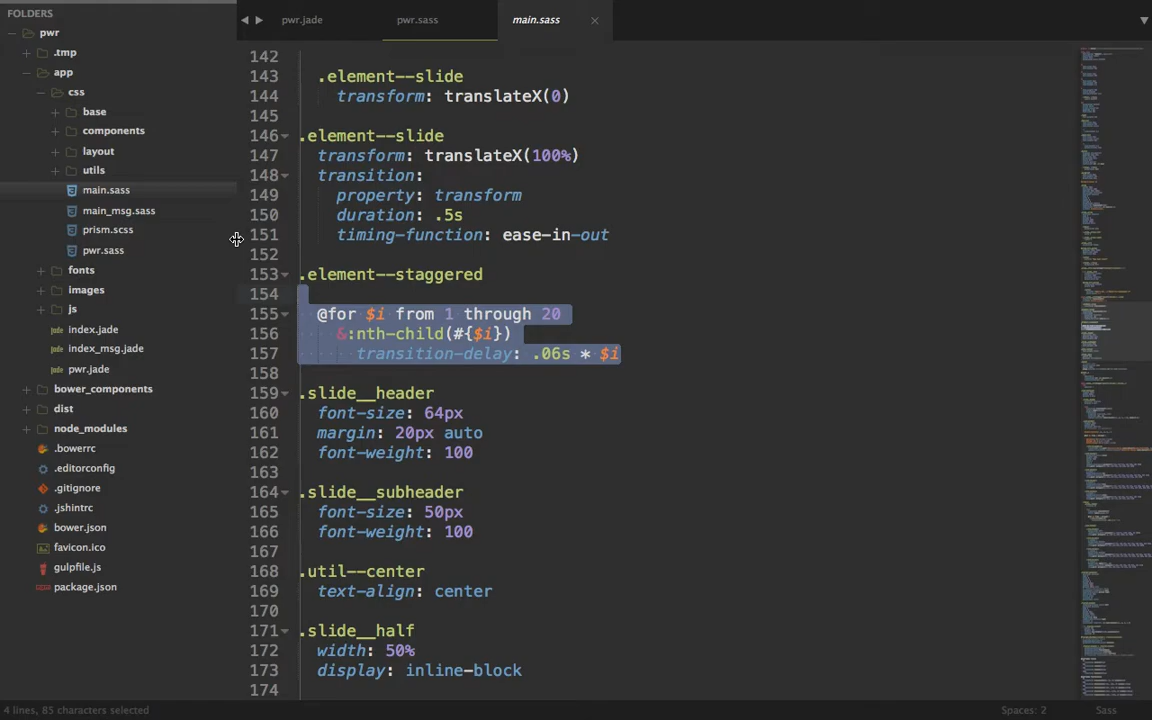 FOLDERS
pwr
.tmp
app
css
base
components
layout
utils
main.sass
main_msg.sass
prism.scss
pwr.sass
fonts
images
js
index.jade
index_msg.jade
pwr.jade
bower_components
dist
node_modules
.bowerrc
.editorconfig
.gitignore
.jshintrc
bower.json
favicon.ico
gulpfile.js
package.json
pwr.jade
pwr.sass
main.sass
142
143 .element--slide
144 transform: translateX(0)
145
146 .element--slide
147 transform: translateX(100%)
148 transition:
149 property: transform
150 duration: .5s
151 timing-function: ease-in-out
152
153 .element--staggered
154
155 @for $i from 1 through 20
156 &:nth-child(#{$i})
157 transition-delay: .06s * $i
158
159 .slide__header
160 font-size: 64px
161 margin: 20px auto
162 font-weight: 100
163
164 .slide__subheader
165 font-size: 50px
166 font-weight: 100
167
168 .util--center
169 text-align: center
170
171 .slide__half
172 width: 50%
173 display: inline-block
174
4 lines, 85 characters selected
Spaces: 2
Sass